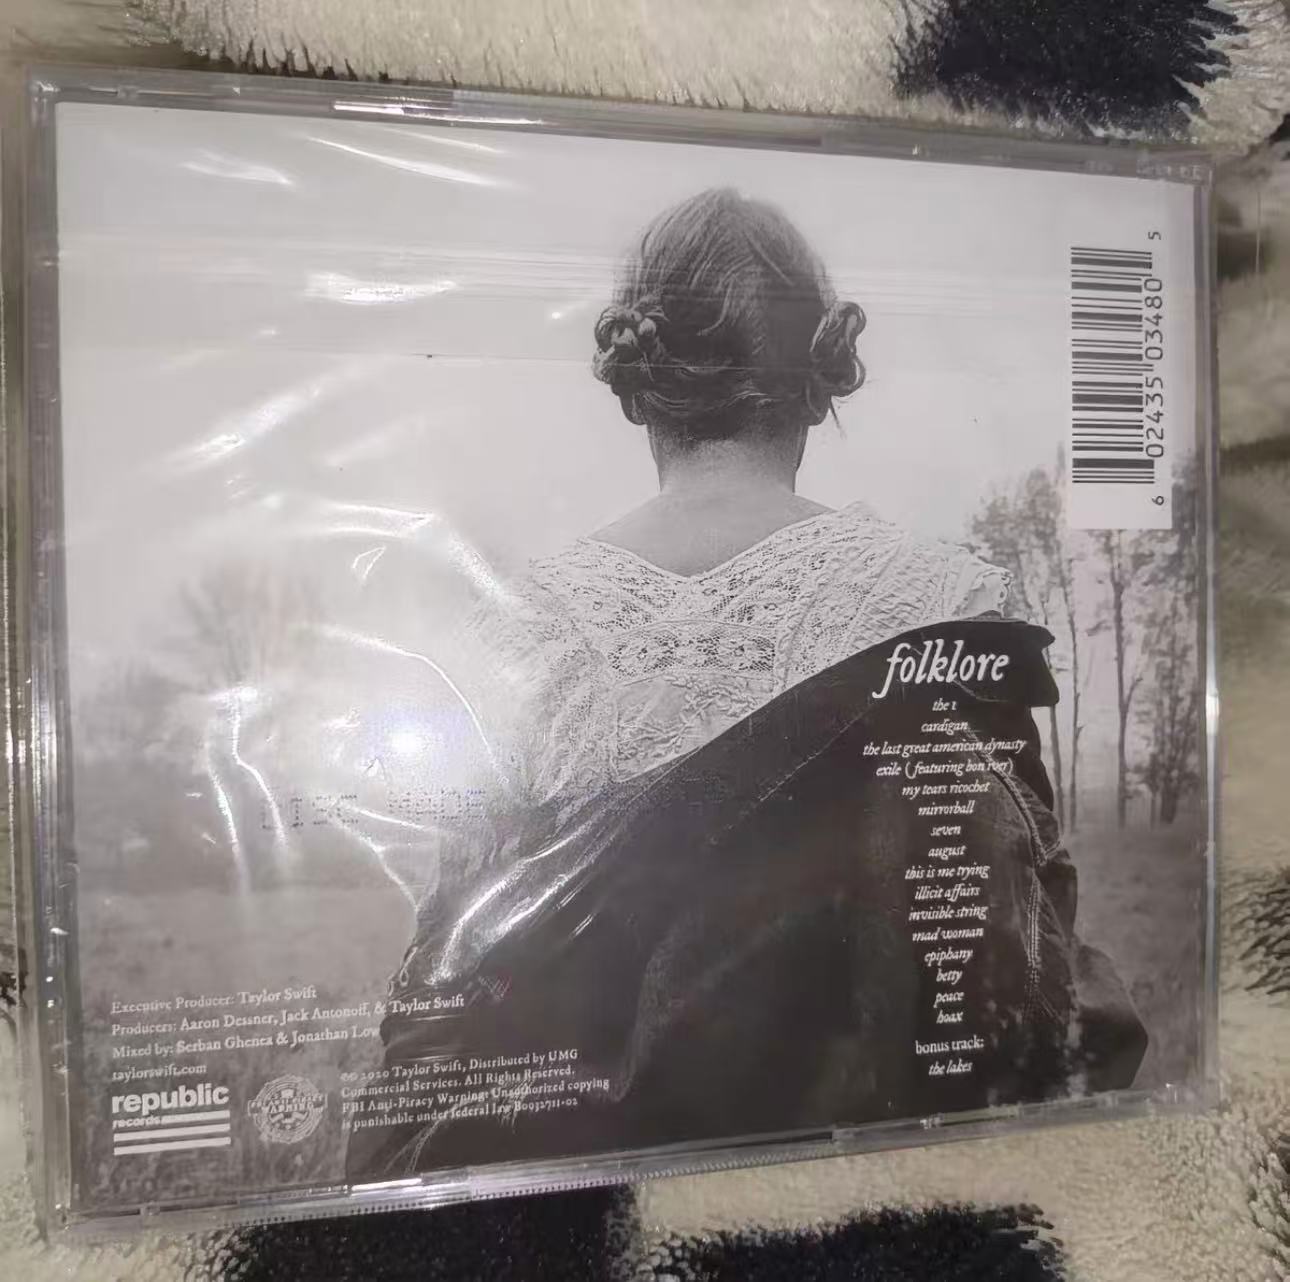 6 02435 03480 5
folklore
the 1
cardigan
the last great american dynasty
exile (featuring bon iver)
my tears ricochet
mirrorball
seven
august
this is me trying
illicit affairs
invisible string
mad woman
epiphany
betty
peace
hoax
bonus track:
the lakes
Executive Producer: Taylor Swift
Producers: Aaron Dessner, Jack Antonoff, & Taylor Swift
Mixed by: Serban Ghenea & Jonathan Low
taylorswift.com
republic
records
©℗ 2020 Taylor Swift, Distributed by UMG
Commercial Services. All Rights Reserved.
FBI Anti-Piracy Warning: Unauthorized copying
is punishable under federal law B0032711-02